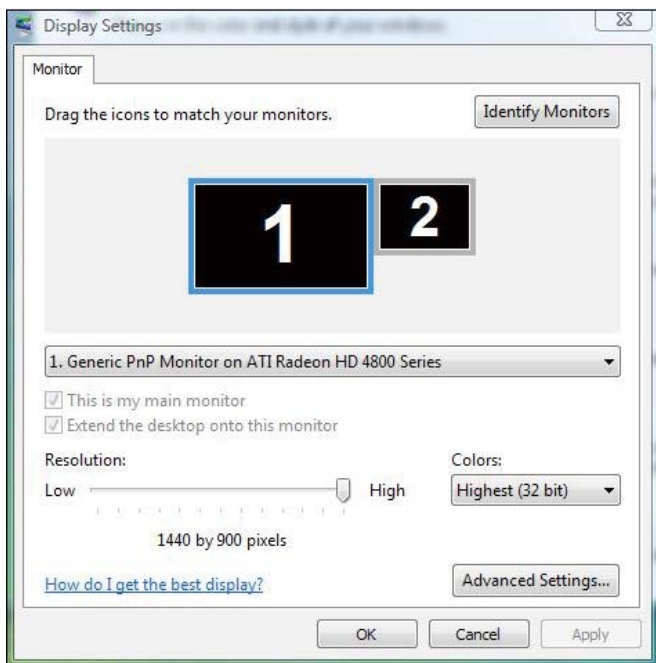 Display Settings
Monitor
Drag the icons to match your monitors.
Identify Monitors
1
2
1. Generic PnP Monitor on ATI Radeon HD 4800 Series
This is my main monitor
Extend the desktop onto this monitor
Resolution:
Colors:
Low
High
Highest (32 bit)
1440 by 900 pixels
How do I get the best display?
Advanced Settings...
OK
Cancel
Apply